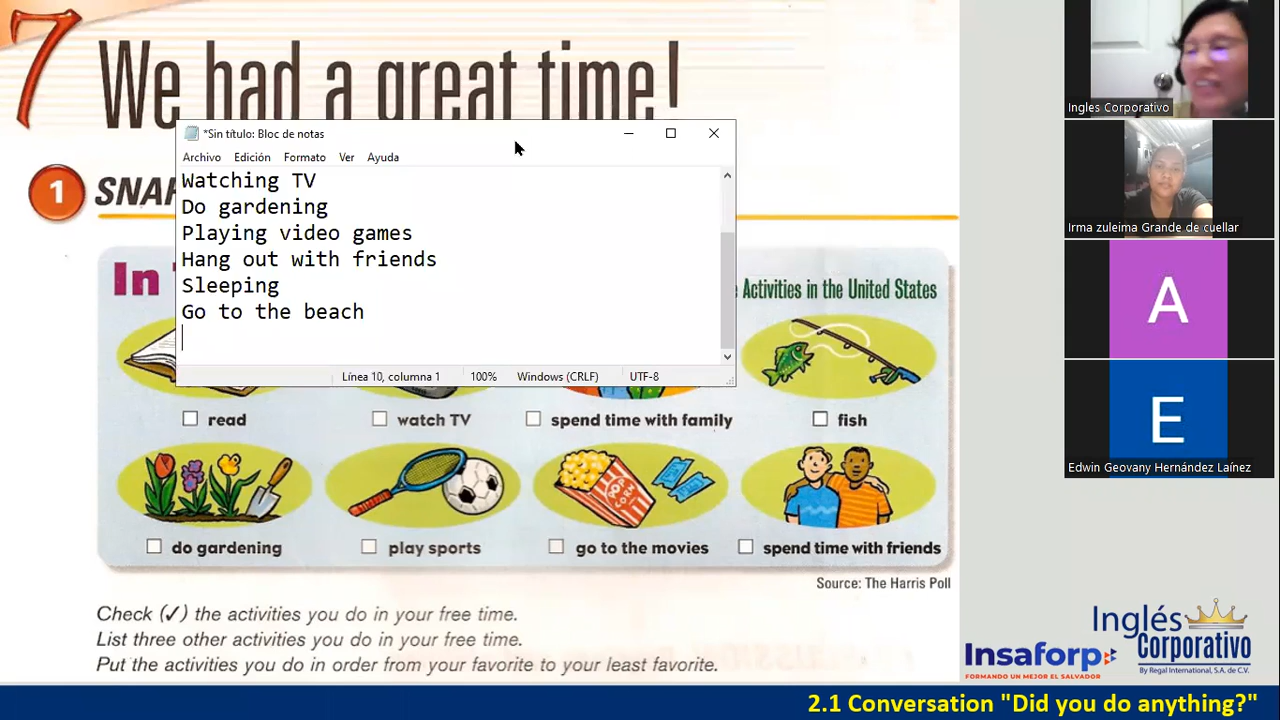 7 We had a great time!
*Sin título: Bloc de notas
Archivo Edición Formato Ver Ayuda
1
Watching TV
Do gardening
Playing video games
Hang out with friends
Sleeping
Go to the beach
Línea 10, columna 1 100% Windows (CRLF) UTF-8
In
Activities in the United States
read
watch TV
spend time with family
fish
POP CORN
do gardening
play sports
go to the movies
spend time with friends
Source: The Harris Poll
Check (✓) the activities you do in your free time.
List three other activities you do in your free time.
Put the activities you do in order from your favorite to your least favorite.
Ingles Corporativo
Irma zuleima Grande de cuellar
A
E
Edwin Geovany Hernández Laínez
Insaforp
FORMANDO UN MEJOR EL SALVADOR
Inglés
Corporativo
By Regal International, S.A. de C.V.
2.1 Conversation "Did you do anything?"